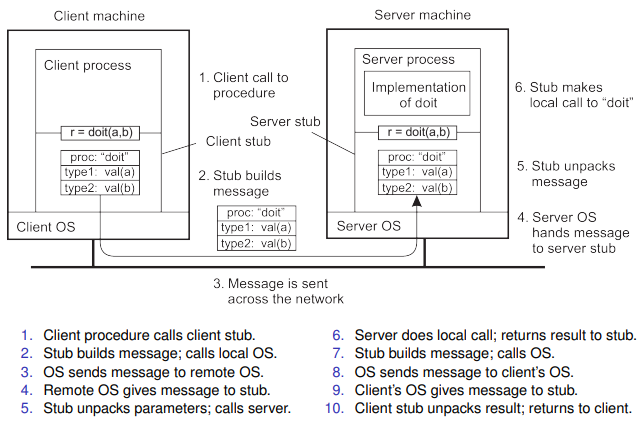 Client machine
Server machine
Client process
Server process
1. Client call to
procedure
Implementation
of doit
6. Stub makes
local call to “doit”
Server stub
r = doit(a,b)
r = doit(a,b)
Client stub
proc: “doit”
type1: val(a)
type2: val(b)
2. Stub builds
message
proc: “doit”
type1: val(a)
type2: val(b)
proc: “doit”
type1: val(a)
type2: val(b)
5. Stub unpacks
message
4. Server OS
hands message
to server stub
Client OS
Server OS
3. Message is sent
across the network
1. Client procedure calls client stub.
2. Stub builds message; calls local OS.
3. OS sends message to remote OS.
4. Remote OS gives message to stub.
5. Stub unpacks parameters; calls server.
6. Server does local call; returns result to stub.
7. Stub builds message; calls OS.
8. OS sends message to client's OS.
9. Client's OS gives message to stub.
10. Client stub unpacks result; returns to client.